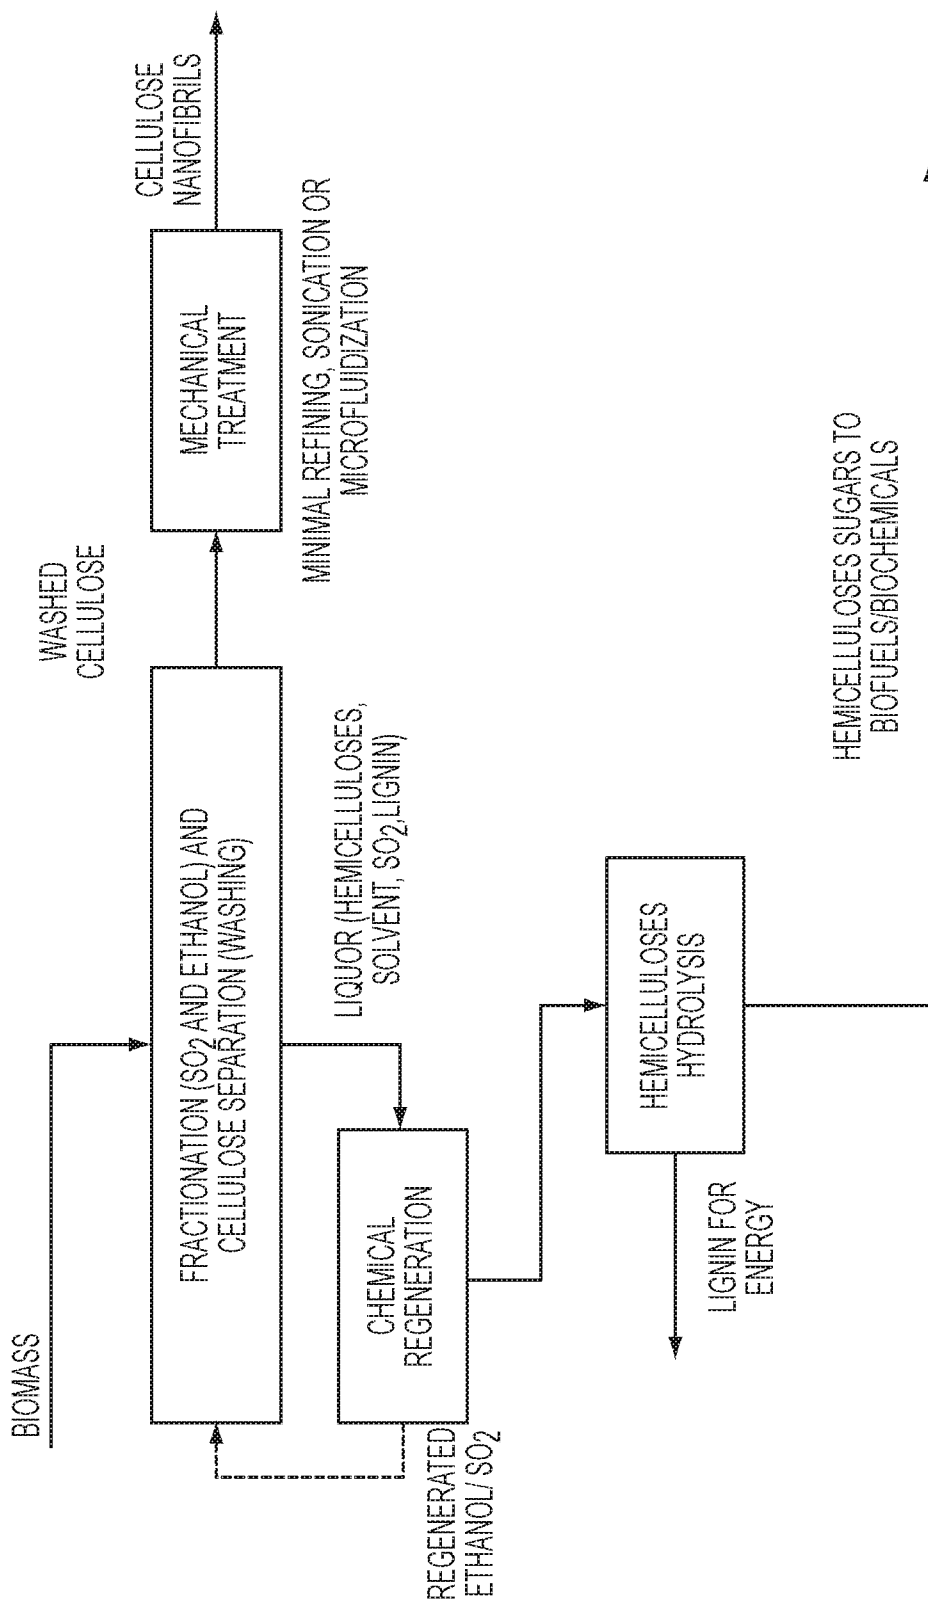 BIOMASS
FRACTIONATION (SO2 AND ETHANOL) AND
CELLULOSE SEPARATION (WASHING)
WASHED
CELLULOSE
MECHANICAL
TREATMENT
CELLULOSE
NANOFIBRILS
MINIMAL REFINING, SONICATION OR
MICROFLUIDIZATION
LIQUOR (HEMICELLULOSES,
SOLVENT, SO2,LIGNIN)
CHEMICAL
REGENERATION
REGENERATED
ETHANOL/ SO2
HEMICELLULOSES
HYDROLYSIS
LIGNIN FOR
ENERGY
HEMICELLULOSES SUGARS TO
BIOFUELS/BIOCHEMICALS